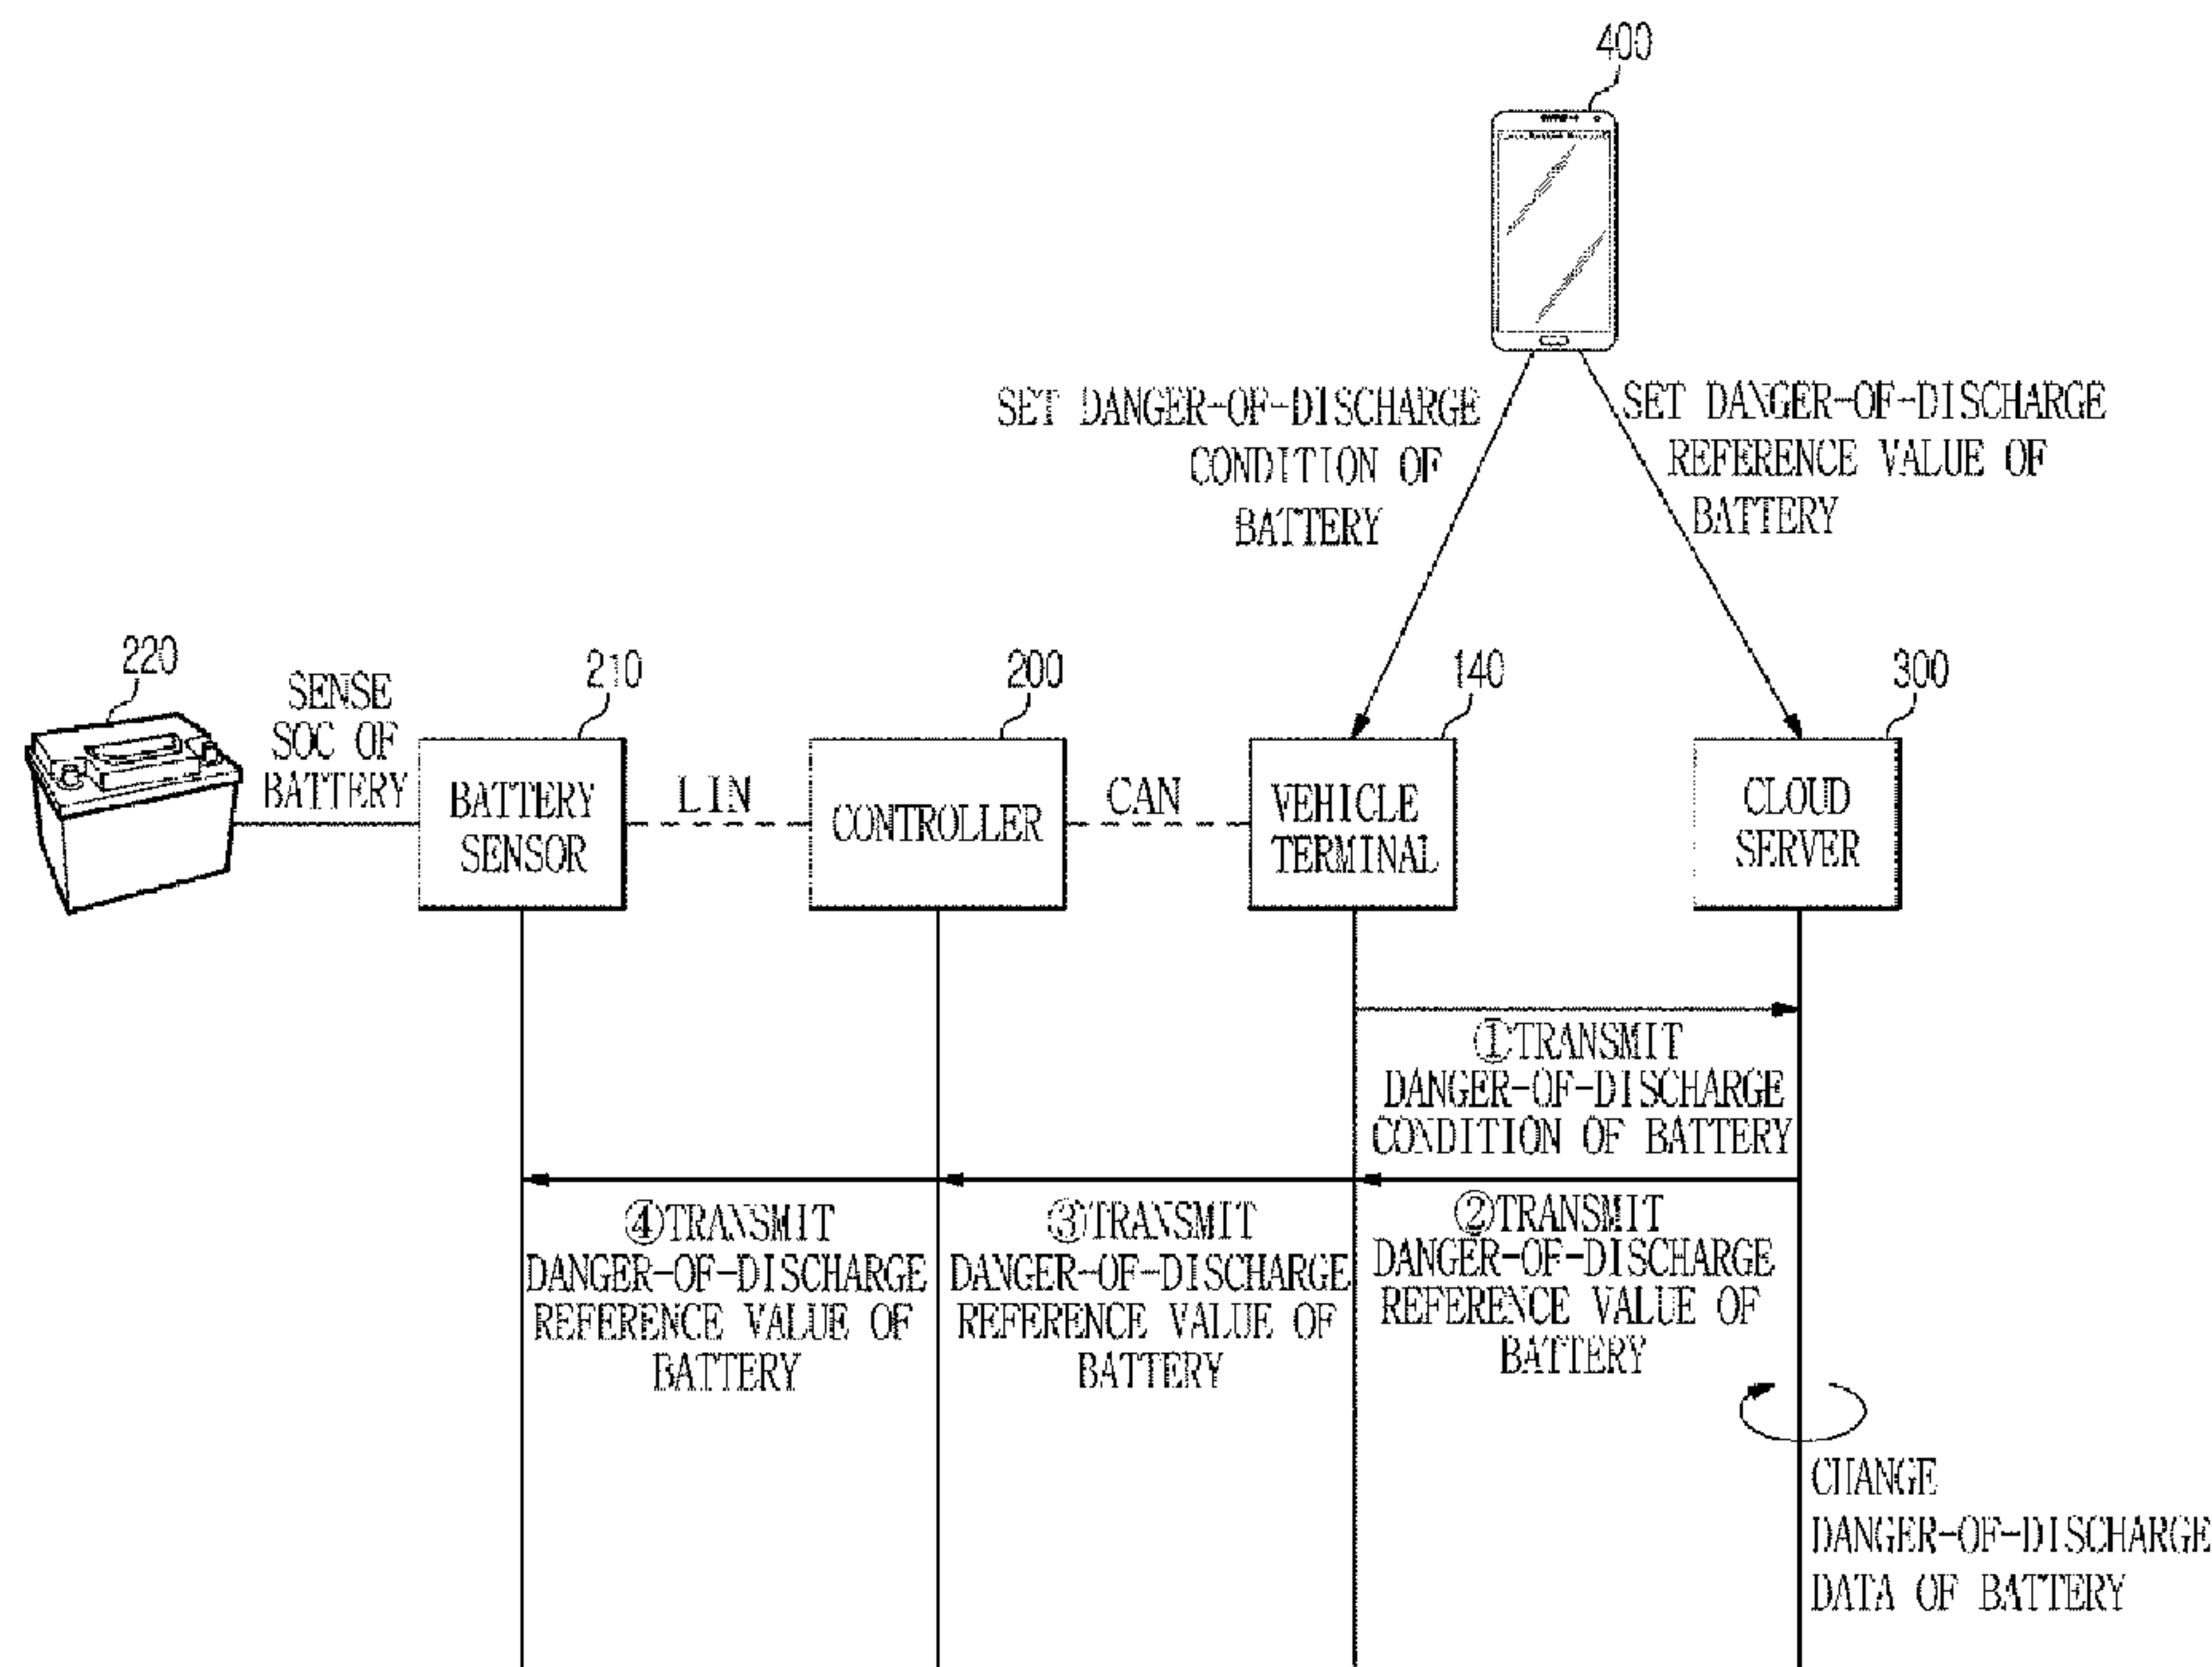 400
SET DANGER-OF-DISCHARGE
CONDITION OF
BATTERY
SET DANGER-OF-DISCHARGE
REFERENCE VALUE OF
BATTERY
220
SENSE
SOC OF
BATTERY
210
BATTERY
SENSOR
LIN
200
CONTROLLER
CAN
140
VEHICLE
TERMINAL
300
CLOUD
SERVER
①TRANSMIT
DANGER-OF-DISCHARGE
CONDITION OF BATTERY
④TRANSMIT
DANGER-OF-DISCHARGE
REFERENCE VALUE OF
BATTERY
③TRANSMIT
DANGER-OF-DISCHARGE
REFERENCE VALUE OF
BATTERY
②TRANSMIT
DANGER-OF-DISCHARGE
REFERENCE VALUE OF
BATTERY
CHANGE
DANGER-OF-DISCHARGE
DATA OF BATTERY